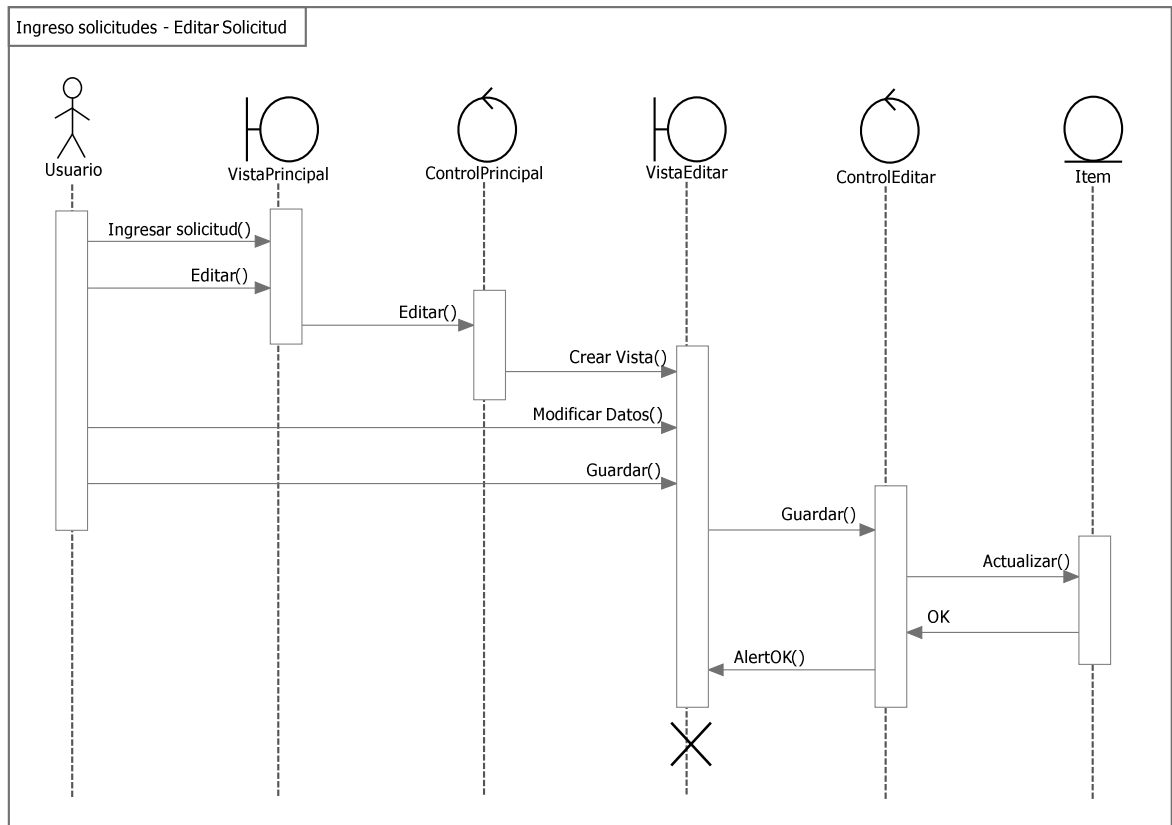 Ingreso solicitudes - Editar Solicitud
Usuario
VistaPrincipal
ControlPrincipal
VistaEditar
ControlEditar
Item
Ingresar solicitud()
Editar()
Editar()
Crear Vista()
Modificar Datos()
Guardar()
Guardar()
Actualizar()
OK
AlertOK()